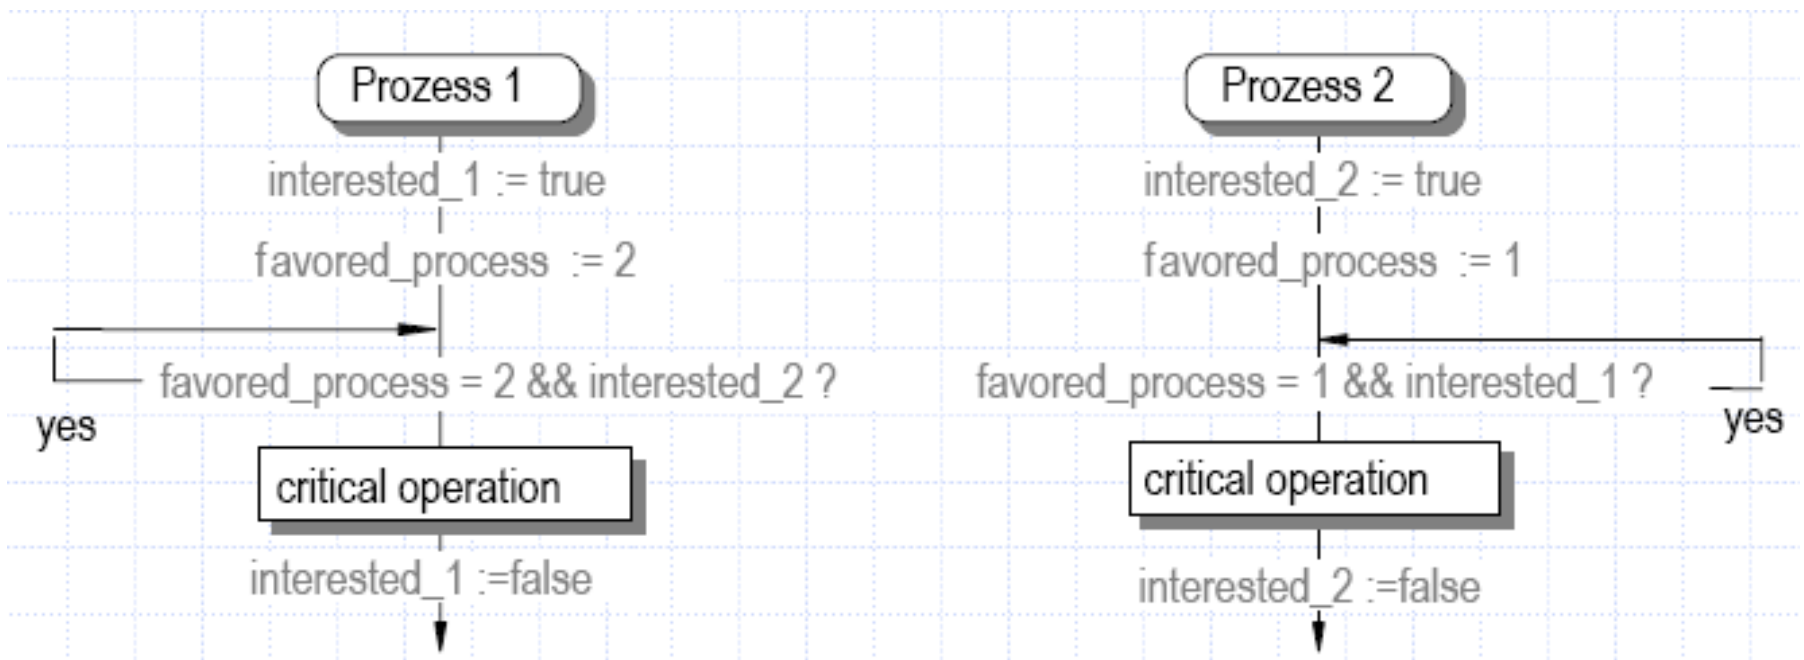 Prozess 1
interested_1 := true
favored_process := 2
favored_process = 2 && interested_2 ?
yes
critical operation
interested_1 :=false
Prozess 2
interested_2 := true
favored_process := 1
favored_process = 1 && interested_1 ?
yes
critical operation
interested_2 :=false